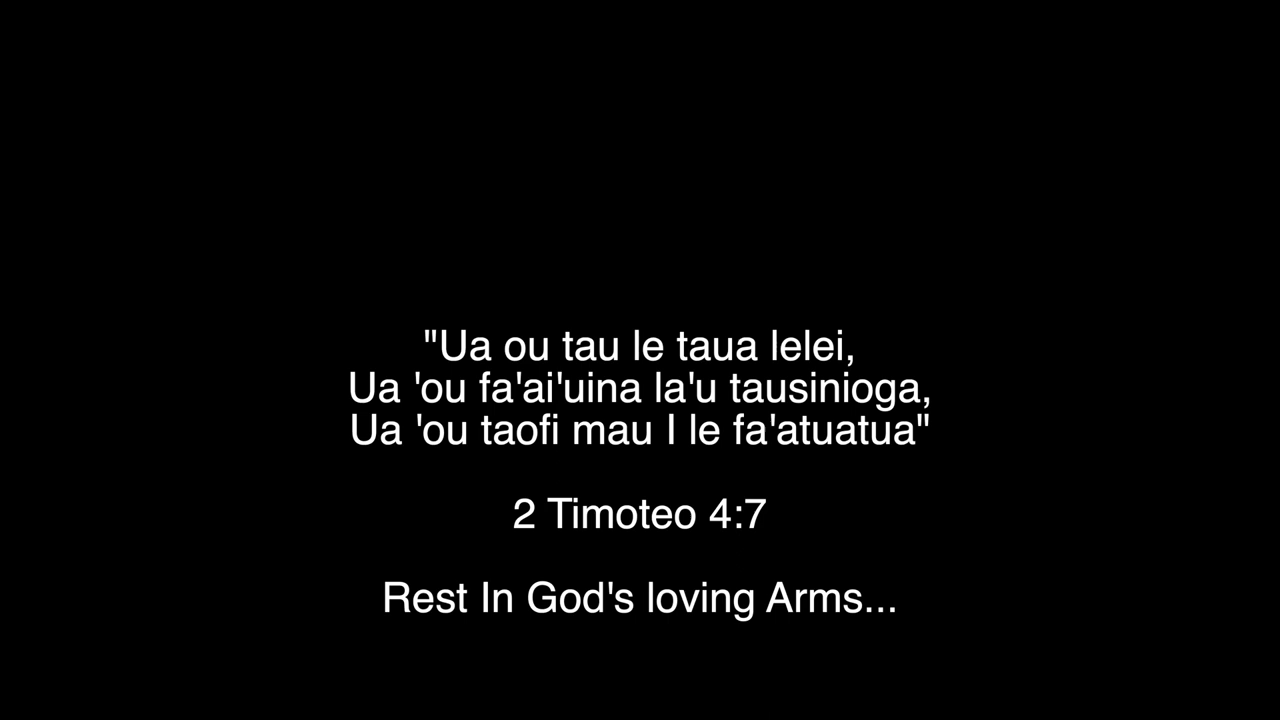 "Ua ou tau le taua lelei,
Ua 'ou fa'ai'uina la'u tausinioga,
Ua 'ou taofi mau I le fa'atuatua"
2 Timoteo 4:7
Rest In God's loving Arms...